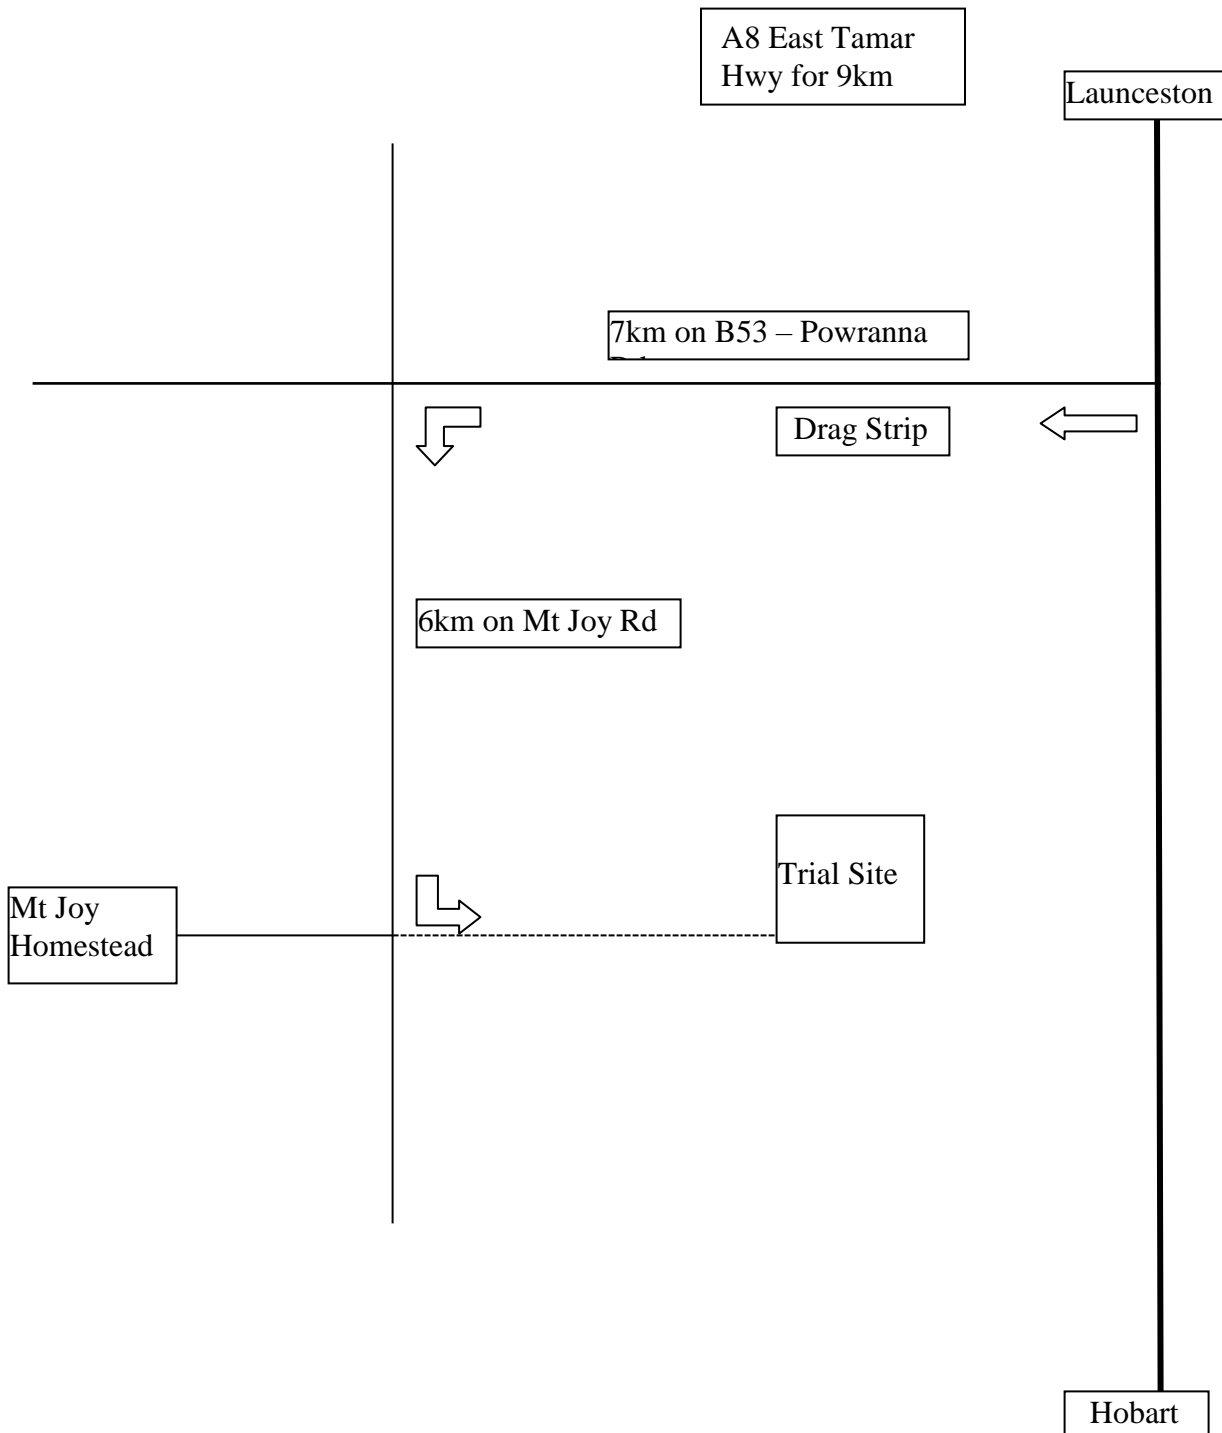 A8 East Tamar
Hwy for 9km
Launceston
7km on B53 – Powranna
Drag Strip
6km on Mt Joy Rd
Trial Site
Mt Joy
Homestead
Hobart